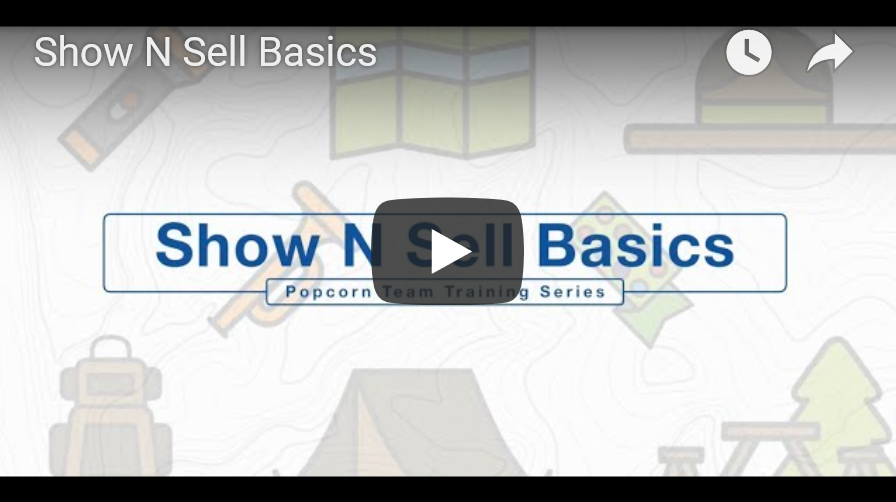 Show N Sell Basics
Show N Sell Basics
Popcorn Team Training Series